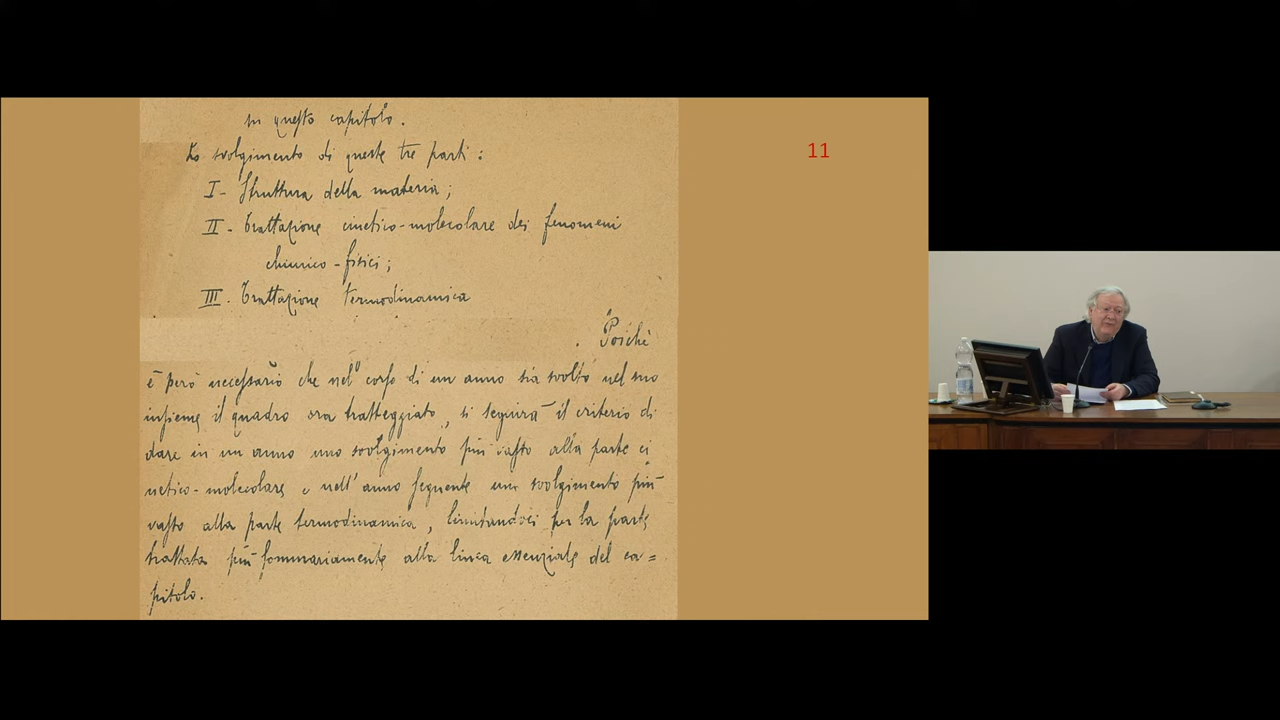 in questo capitolo.
Lo svolgimento di queste tre parti:
I- Struttura della materia;
II- Trattazione cinetico-molecolare dei fenomeni
chimico-fisici;
III. Trattazione termodinamica
. Poichè
è però necessario che nel corso di un anno sia svolto nel suo
insieme il quadro ora tratteggiato, si seguirà il criterio di
dare in un anno uno svolgimento più vasto alla parte ci
netico-molecolare e nell'anno seguente uno svolgimento più
vasto alla parte termodinamica, limitandoci per la parte
trattata più sommariamente alla linea essenziale del ca=
pitolo.
11